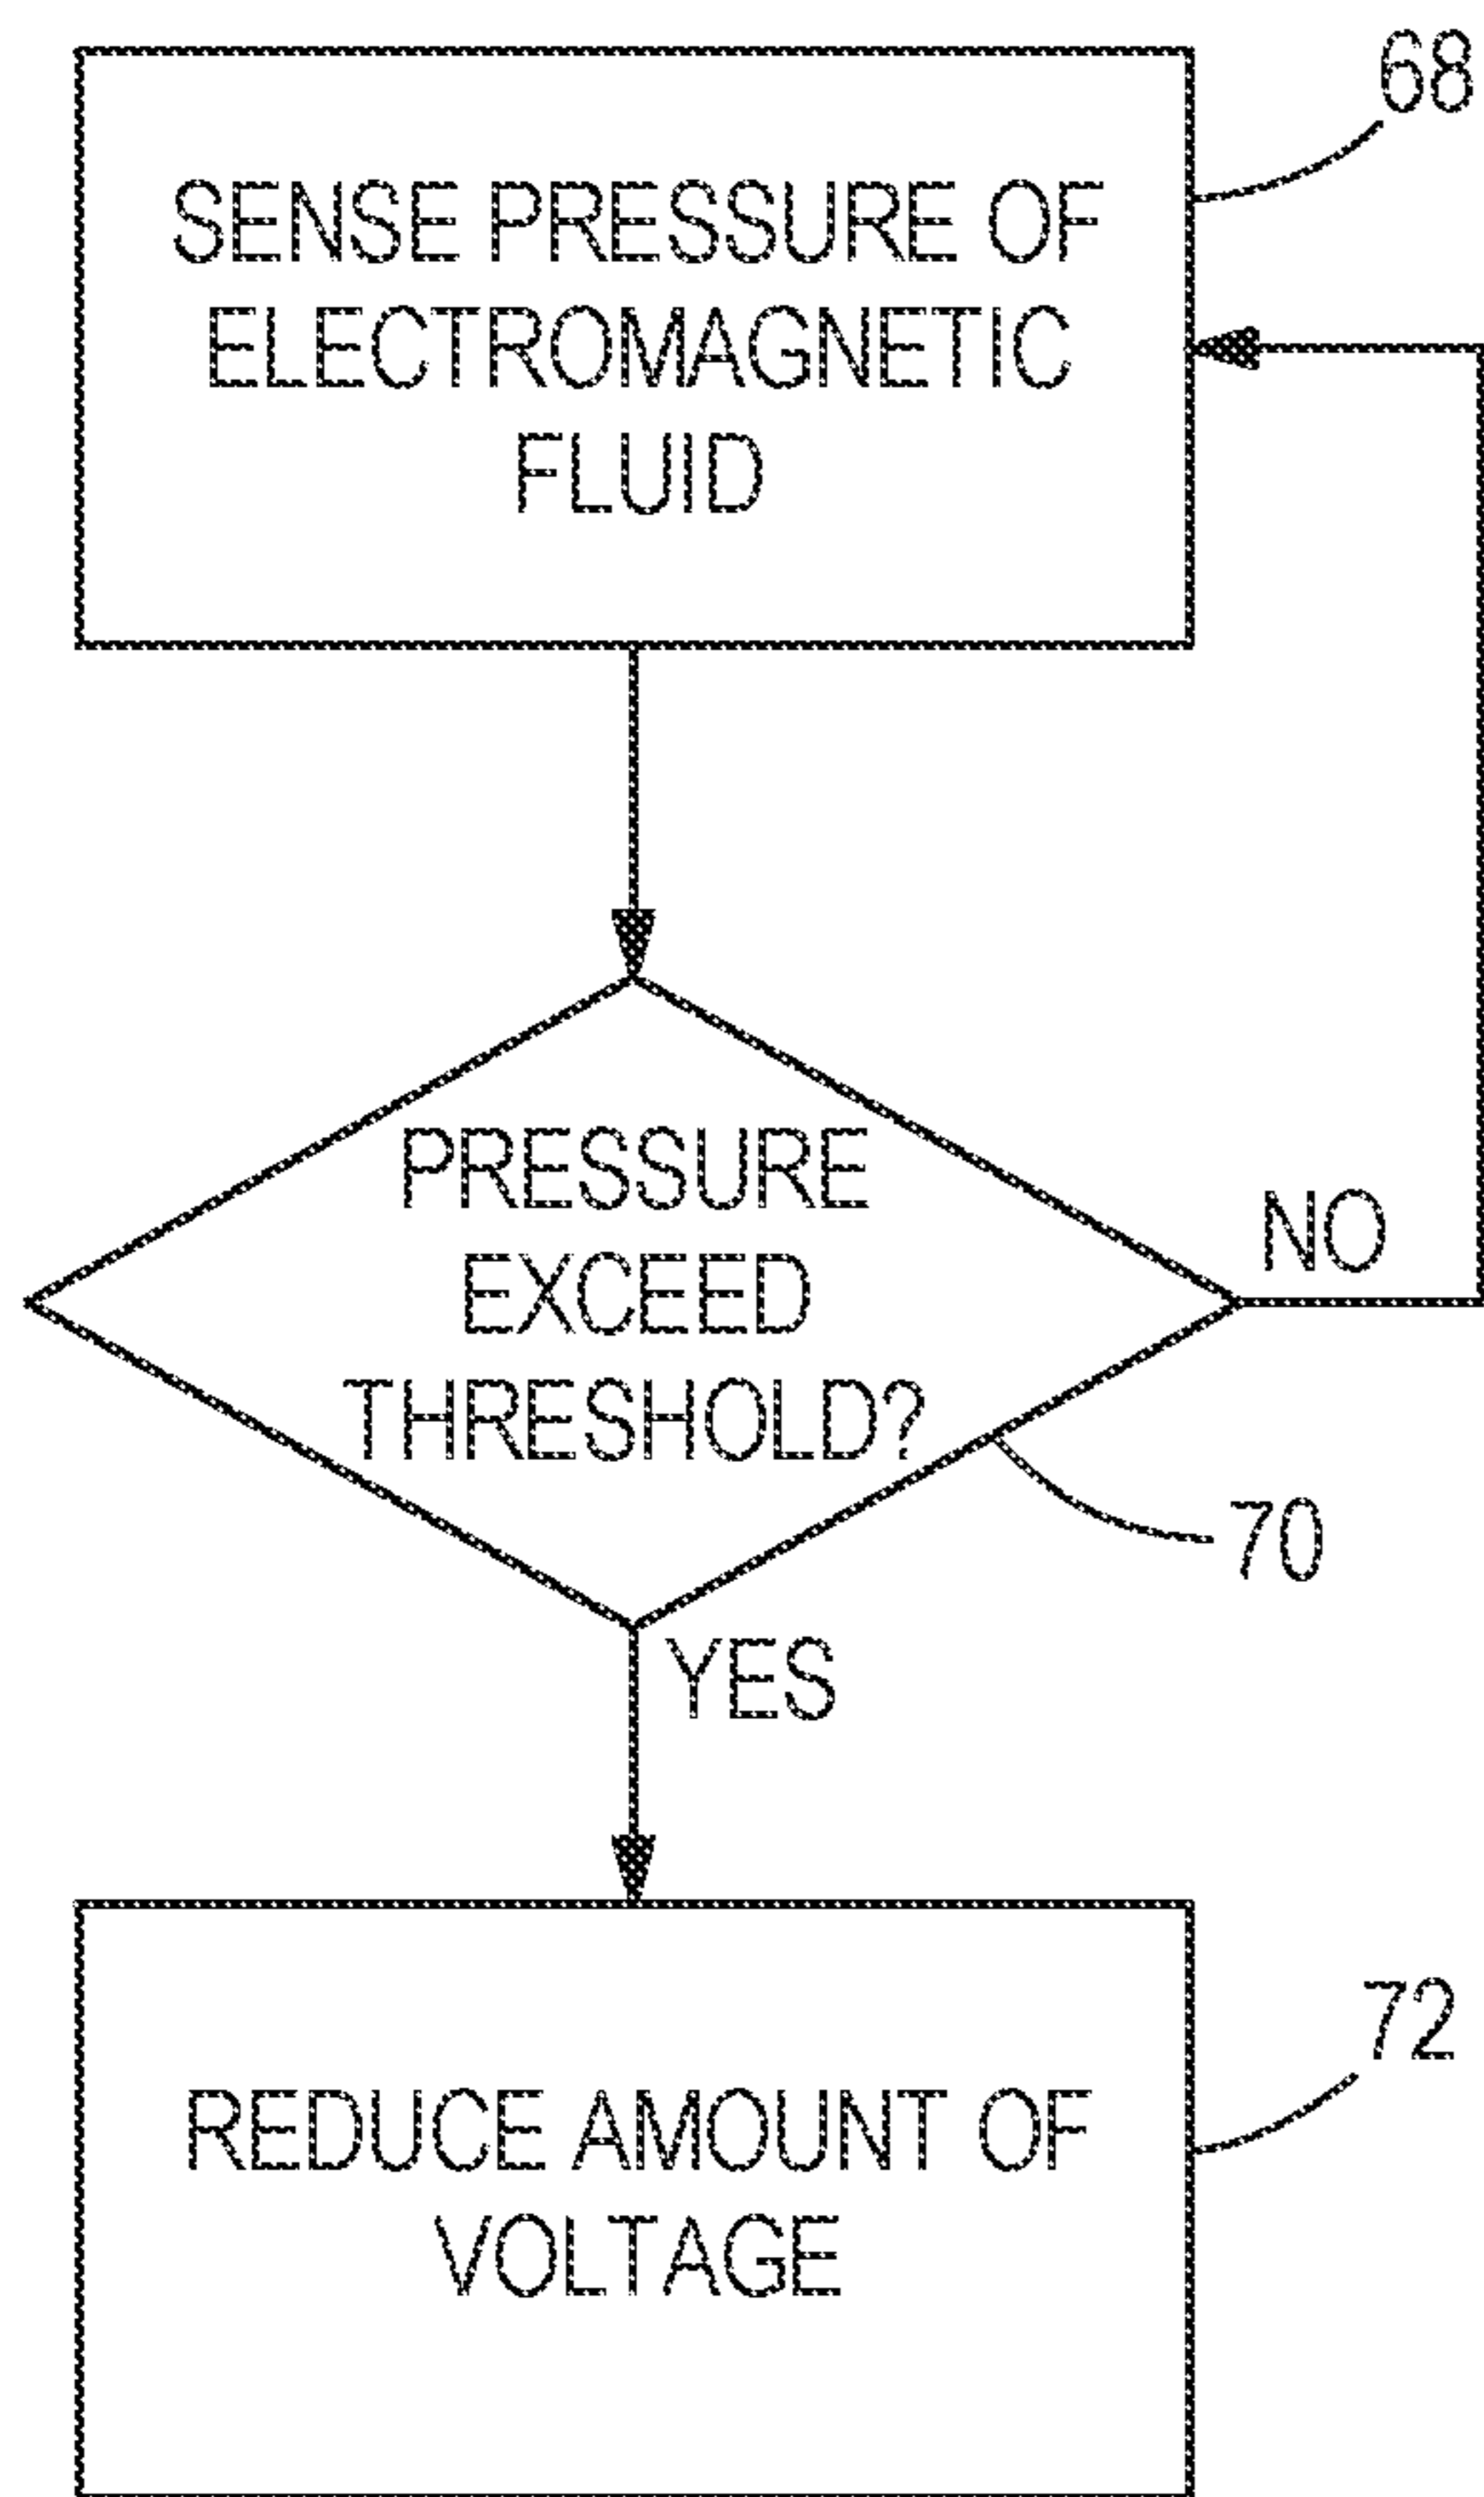 68
SENSE PRESSURE OF
ELECTROMAGNETIC
FLUID
PRESSURE
EXCEED
THRESHOLD?
NO
70
YES
72
REDUCE AMOUNT OF
VOLTAGE